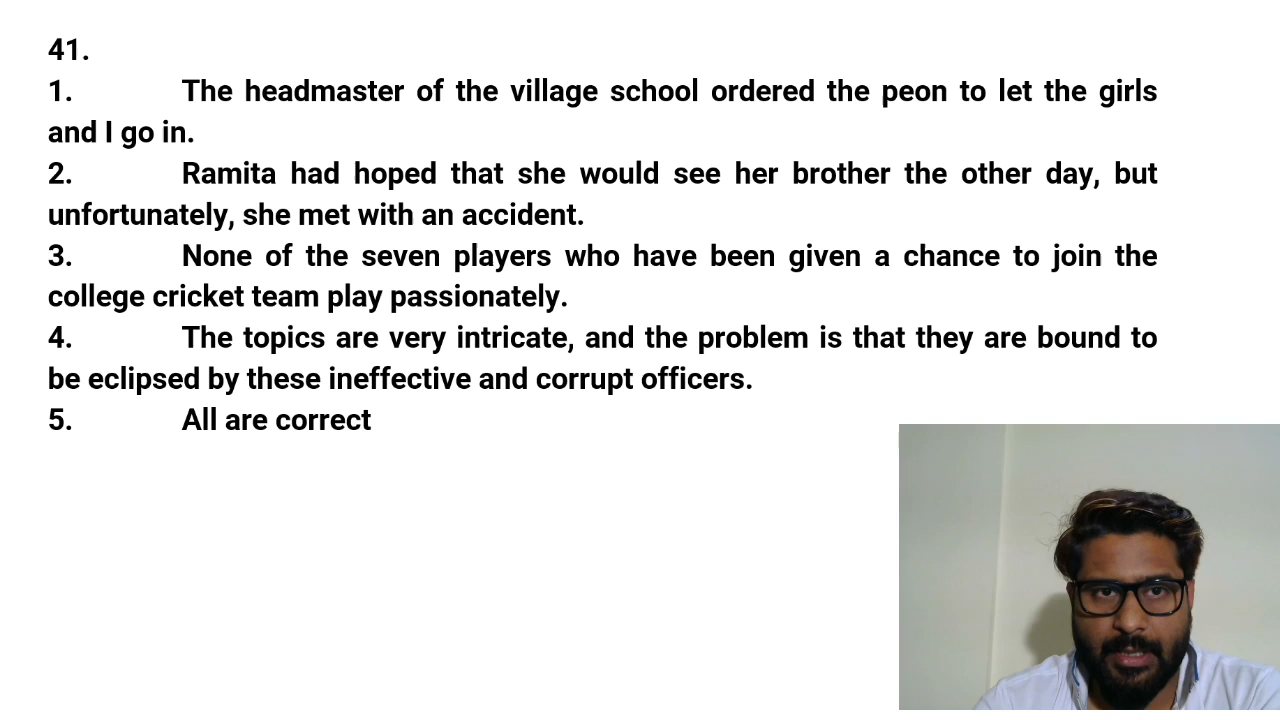 41.
1. The headmaster of the village school ordered the peon to let the girls
and I go in.
2. Ramita had hoped that she would see her brother the other day, but
unfortunately, she met with an accident.
3. None of the seven players who have been given a chance to join the
college cricket team play passionately.
4. The topics are very intricate, and the problem is that they are bound to
be eclipsed by these ineffective and corrupt officers.
5. All are correct